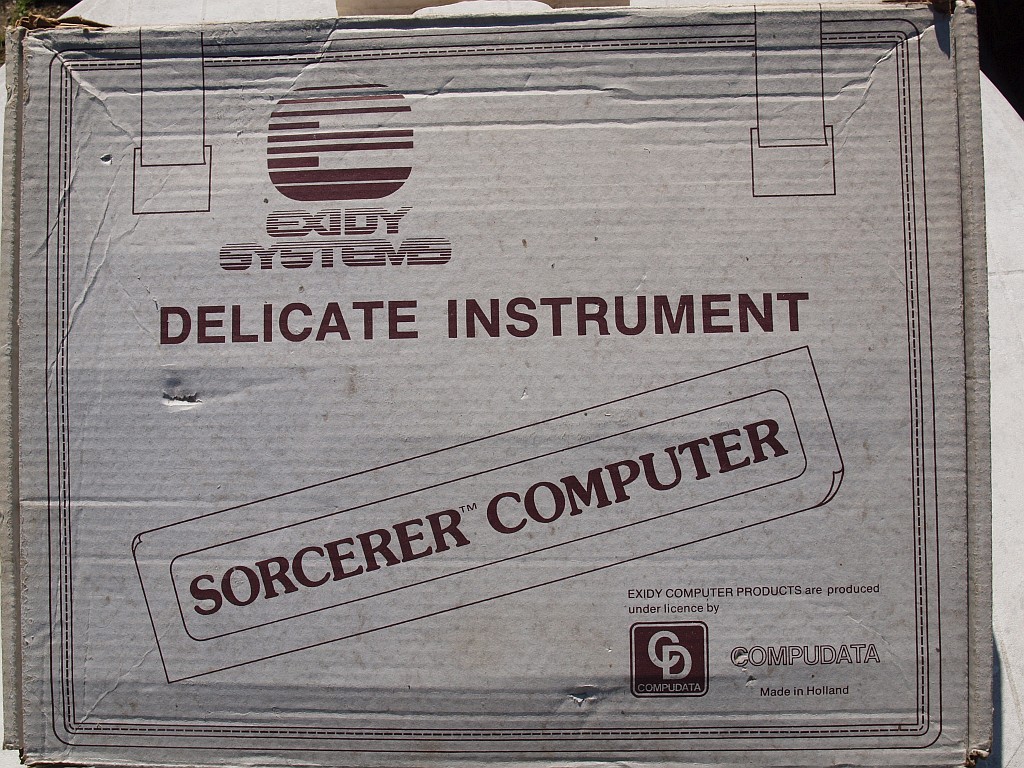 EXIDY
SYSTEMS
DELICATE INSTRUMENT
SORCERER™ COMPUTER
EXIDY COMPUTER PRODUCTS are produced
under licence by
CD
COMPUDATA
COMPUDATA
Made in Holland